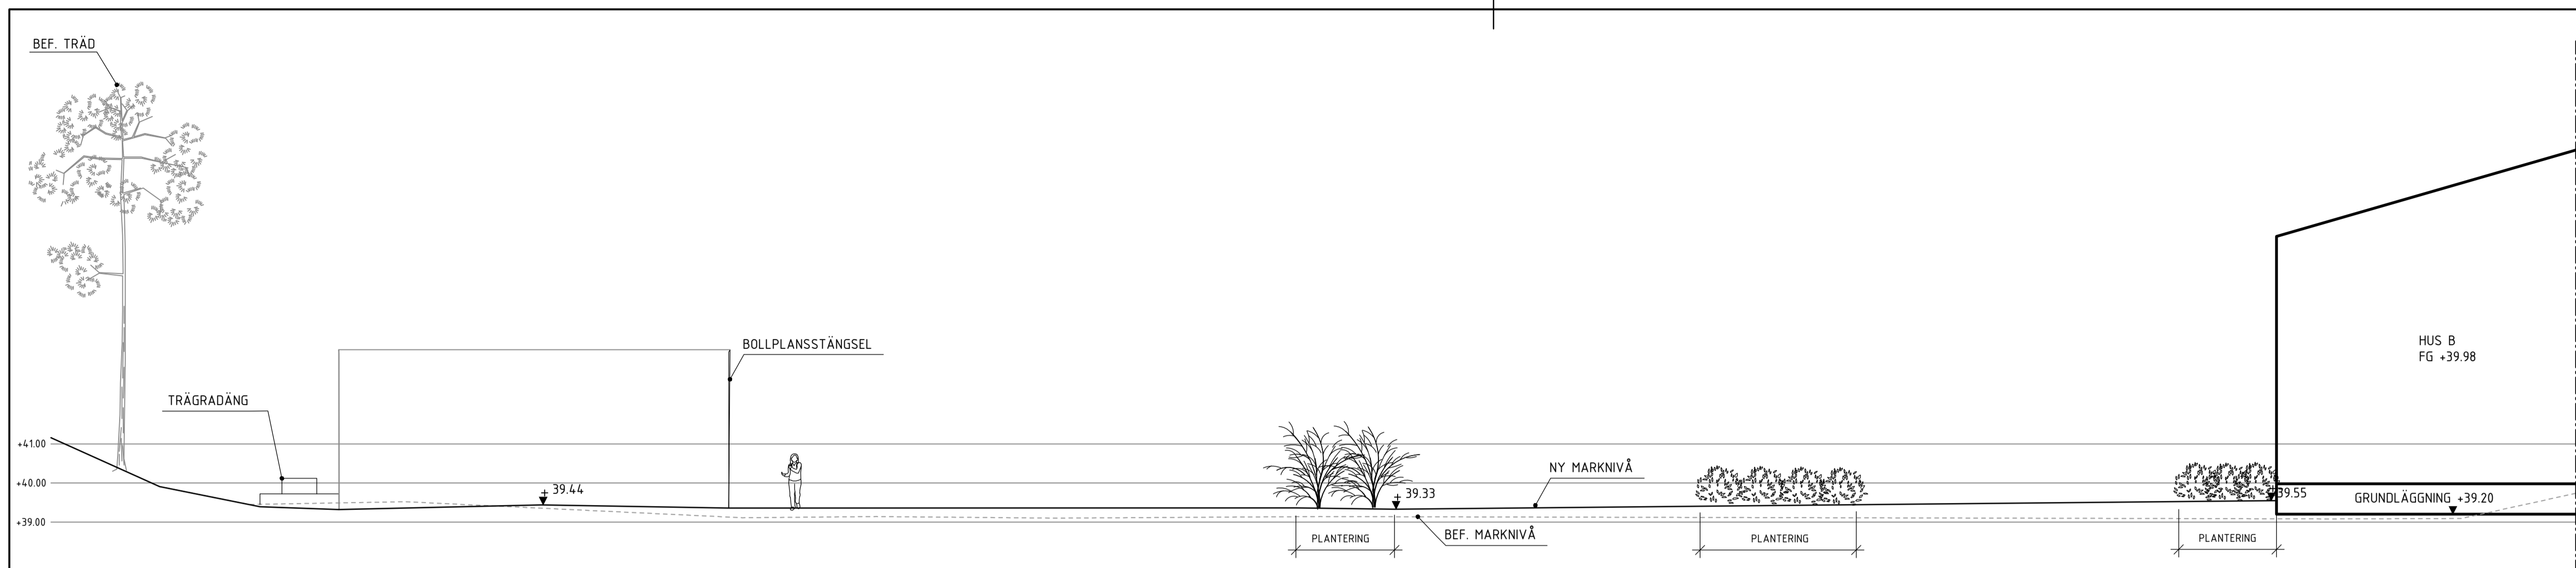 BEF. TRÄD
BOLLPLANSSTÄNGSEL
HUS B
FG +39.98
TRÄGRADÄNG
+41.00
NY MARKNIVÅ
+40.00
+ 39.44
+ 39.33
+39.55
GRUNDLÄGGNING +39.20
+39.00
BEF. MARKNIVÅ
PLANTERING
PLANTERING
PLANTERING